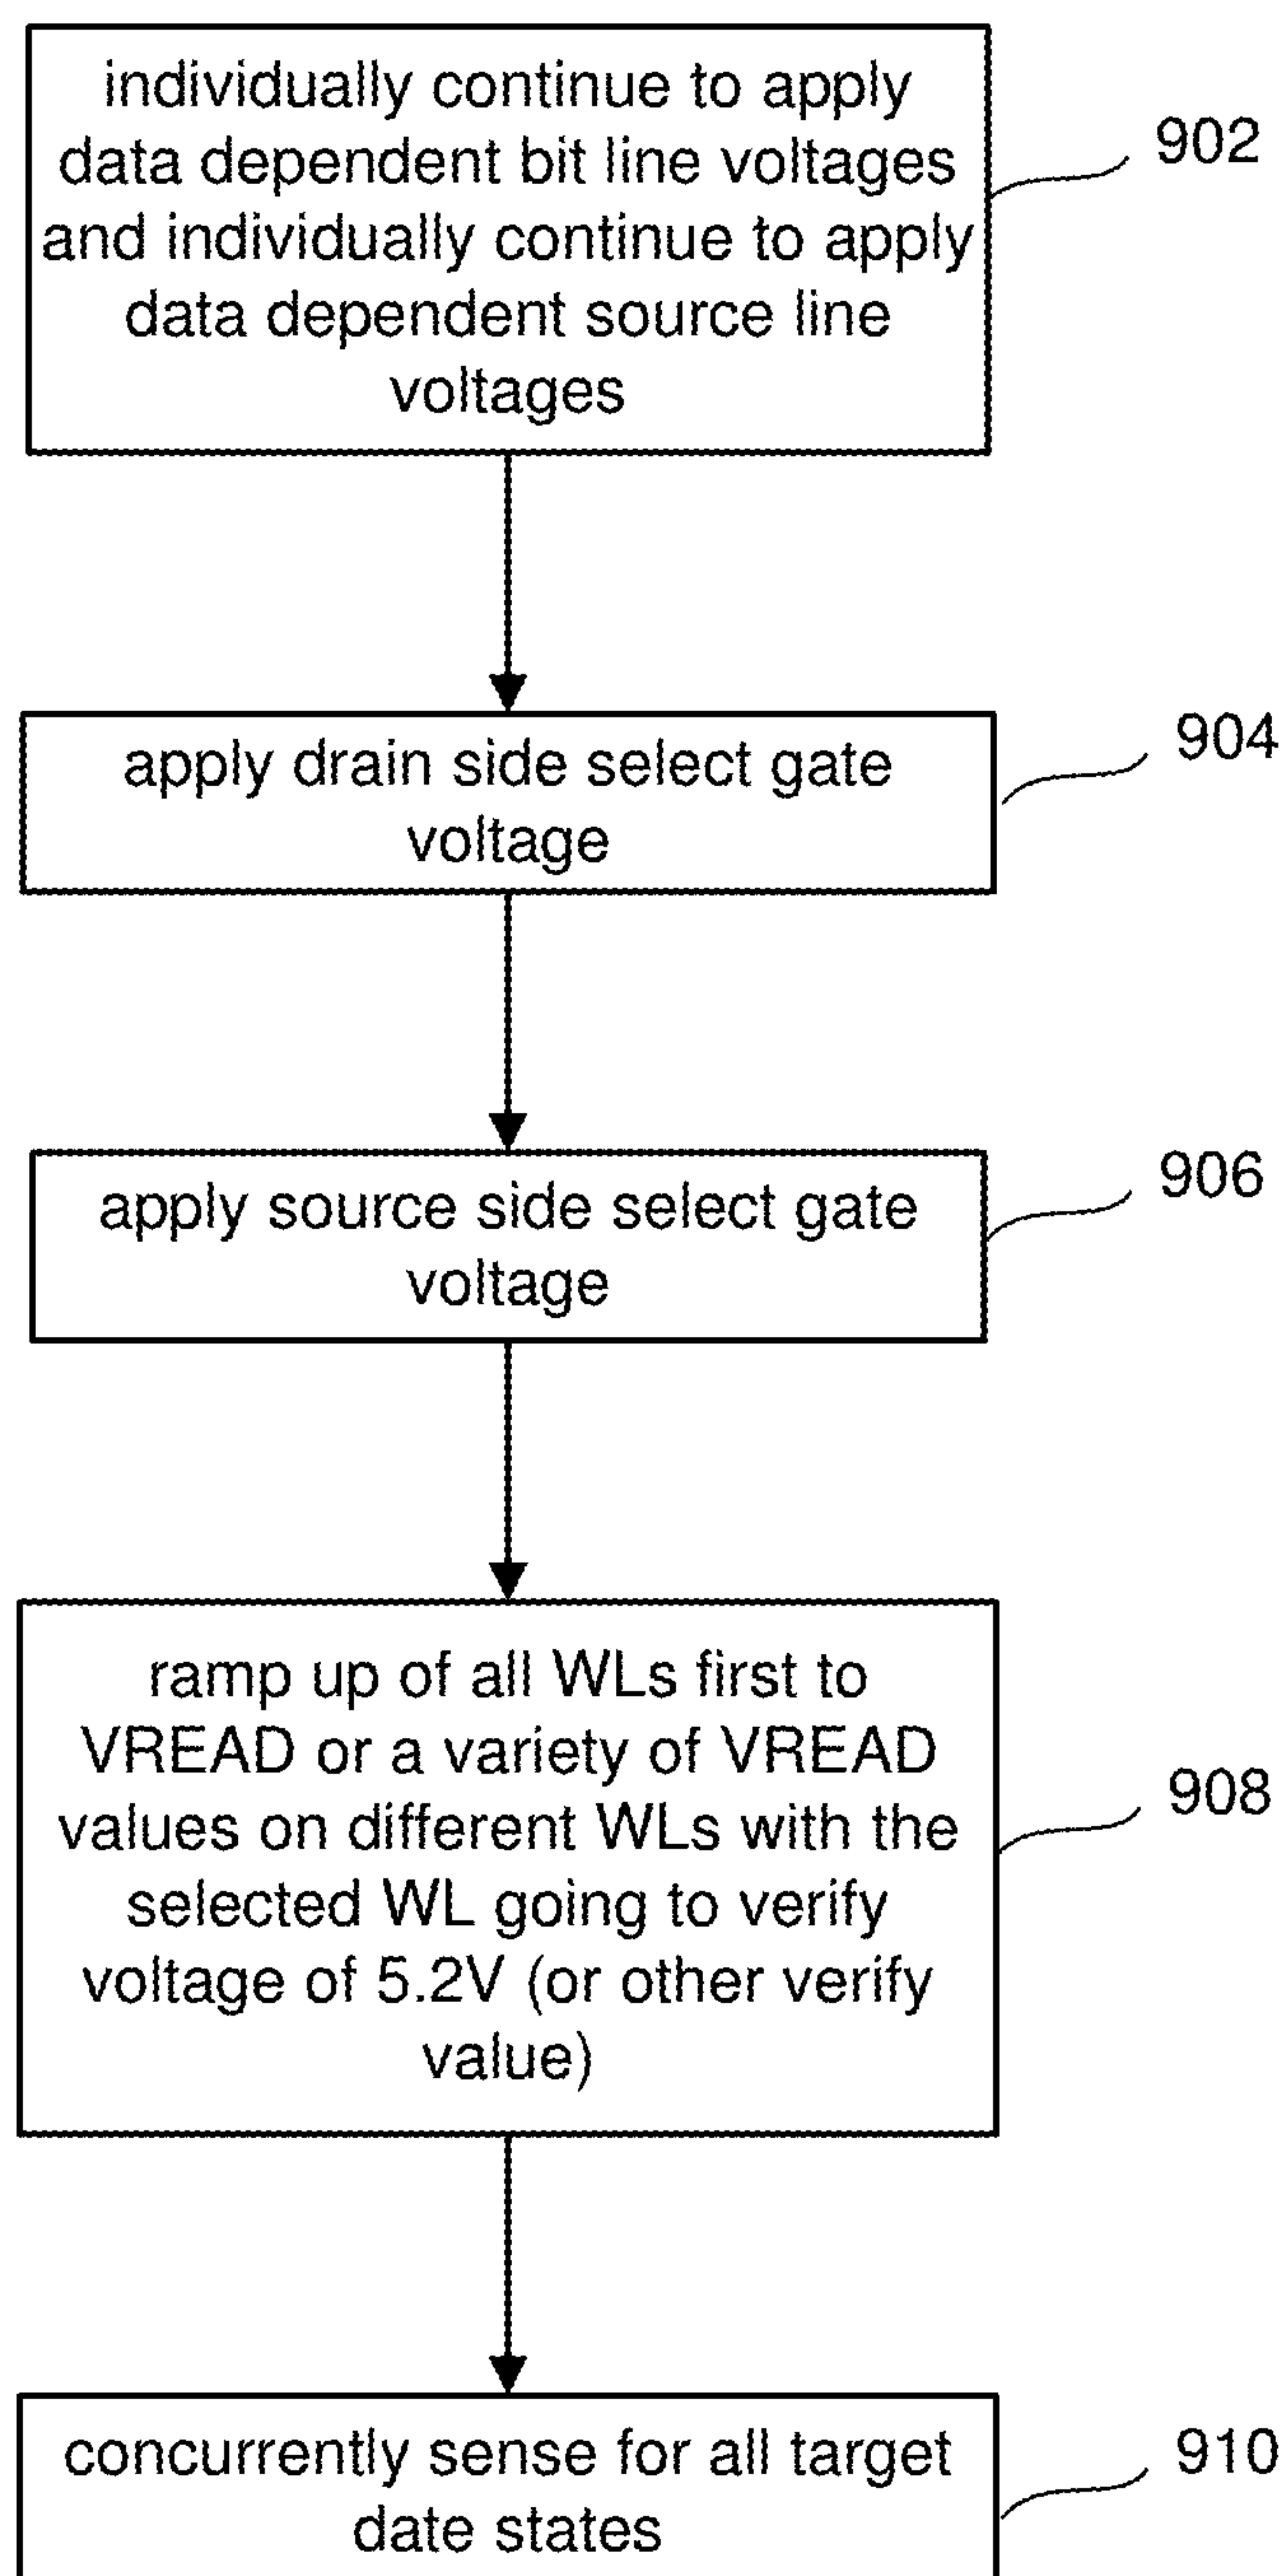 individually continue to apply
data dependent bit line voltages
and individually continue to apply
data dependent source line
voltages
902
apply drain side select gate
voltage
904
apply source side select gate
voltage
906
ramp up of all WLs first to
VREAD or a variety of VREAD
values on different WLs with the
selected WL going to verify
voltage of 5.2V (or other verify
value)
908
concurrently sense for all target
date states
910